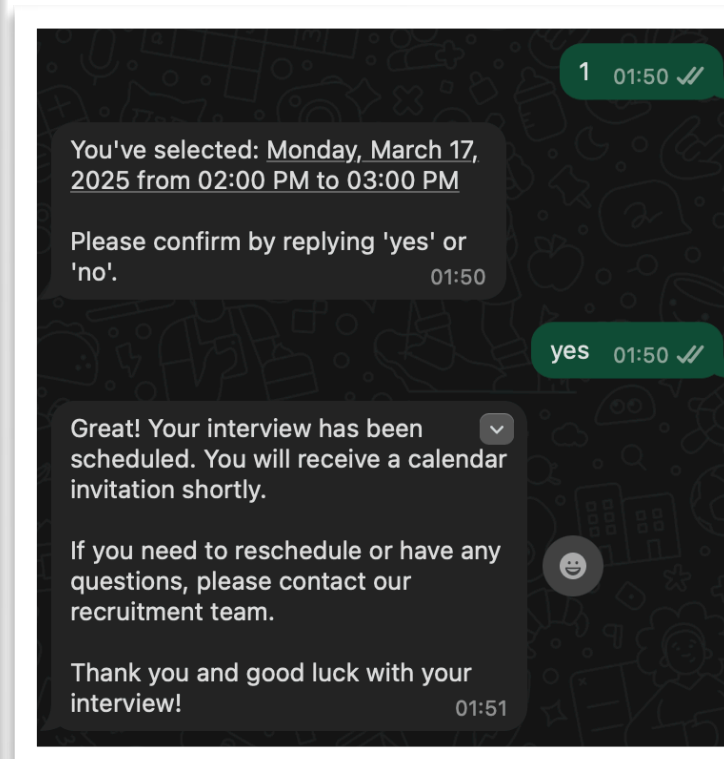 1 01:50
You've selected: Monday, March 17,
2025 from 02:00 PM to 03:00 PM
Please confirm by replying 'yes' or
'no'.
01:50
yes 01:50
Great! Your interview has been
scheduled. You will receive a calendar
invitation shortly.
If you need to reschedule or have any
questions, please contact our
recruitment team.
Thank you and good luck with your
interview!
01:51